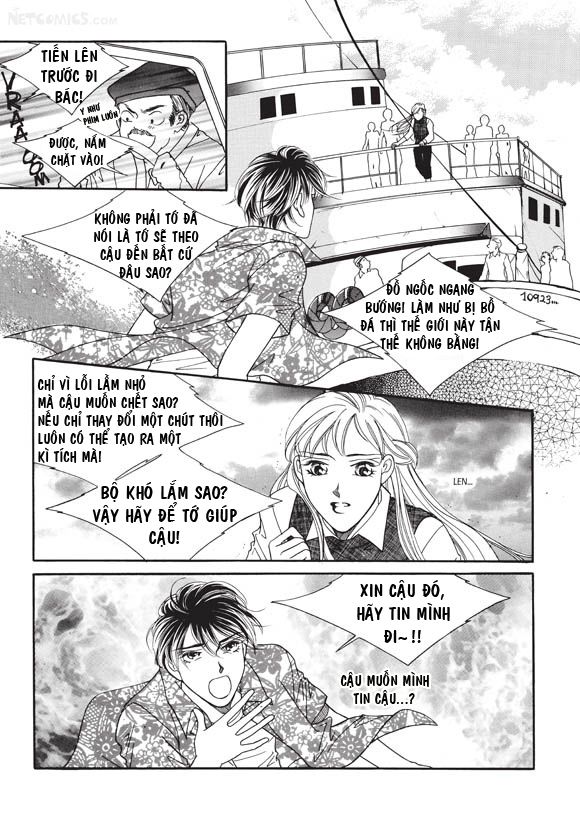 NETCOMICS.COM
TIẾN LÊN
TRƯỚC ĐI
BÁC!
Y NHƯ
PHIM LUÔN
ĐƯỢC, NẮM
CHẶT VÀO!
VRAAOOM
KHÔNG PHẢI TỚ ĐÃ
NÓI LÀ TỚ SẼ THEO
CẬU ĐẾN BẤT CỨ
ĐÂU SAO?
ĐỒ NGỐC NGANG
BƯỚNG! LÀM NHƯ BỊ BỒ
ĐÁ THÌ THẾ GIỚI NÀY TẬN
THẾ KHÔNG BẰNG!
10923...
CHỈ VÌ LỖI LẦM NHỎ
MÀ CẬU MUỐN CHẾT SAO?
NẾU CHỈ THAY ĐỔI MỘT CHÚT THÔI
LUÔN CÓ THỂ TẠO RA MỘT
KÌ TÍCH MÀ!
LEN...
BỘ KHÓ LẮM SAO?
VẬY HÃY ĐỂ TỚ GIÚP
CẬU!
XIN CẬU ĐÓ,
HÃY TIN MÌNH
ĐI~!!
CẬU MUỐN MÌNH
TIN CẬU...?